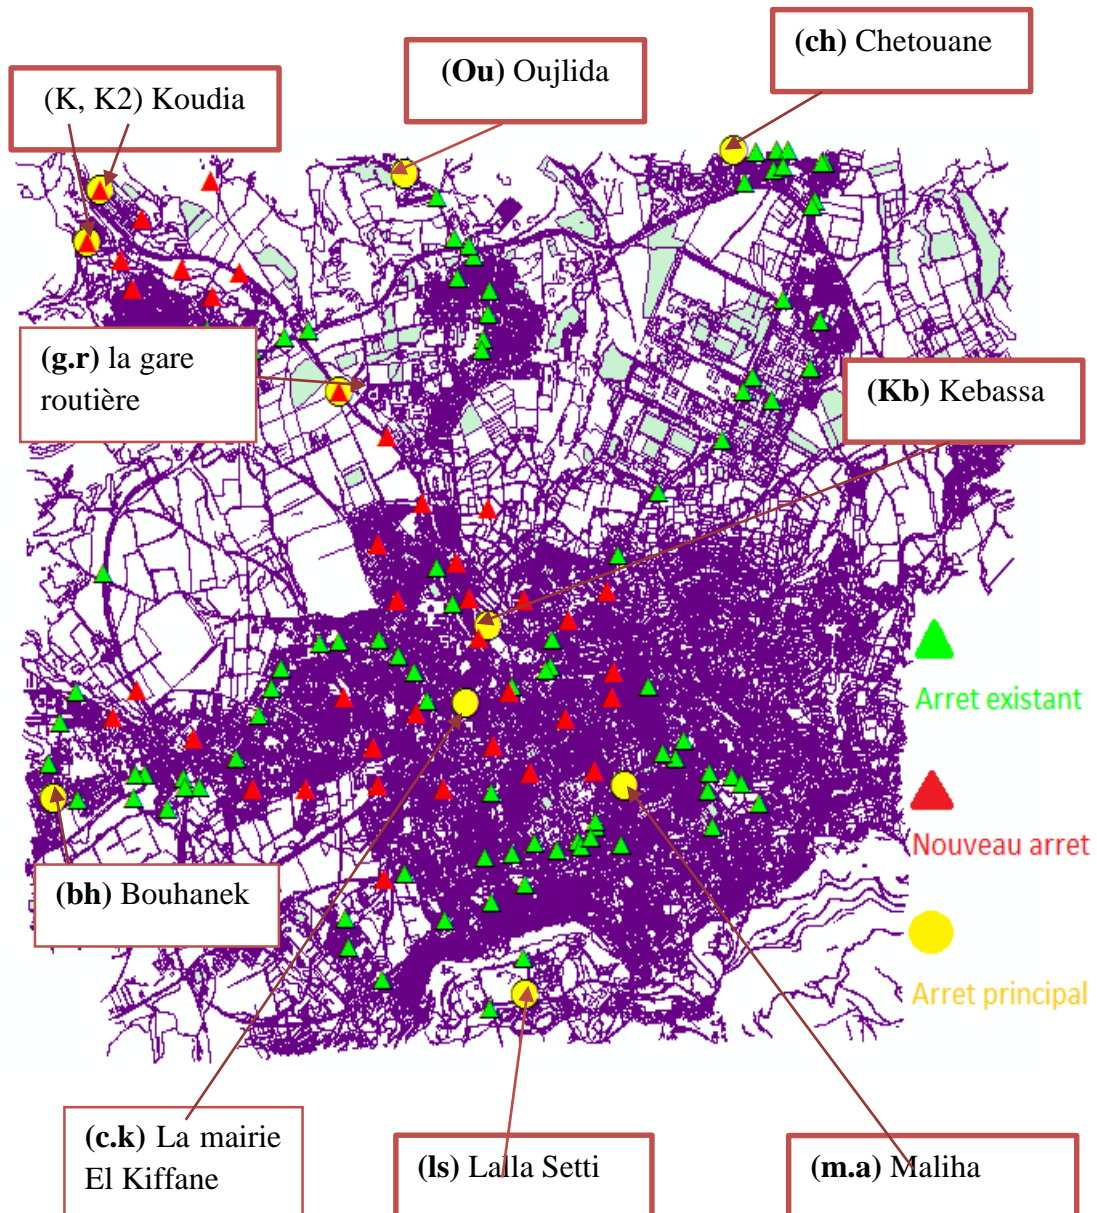 (ch) Chetouane
(Ou) Oujlida
(K, K2) Koudia
(g.r) la gare
routière
(Kb) Kebassa
Arret existant
Nouveau arret
(bh) Bouhanek
Arret principal
(c.k) La mairie
El Kiffane
(ls) Lalla Setti
(m.a) Maliha